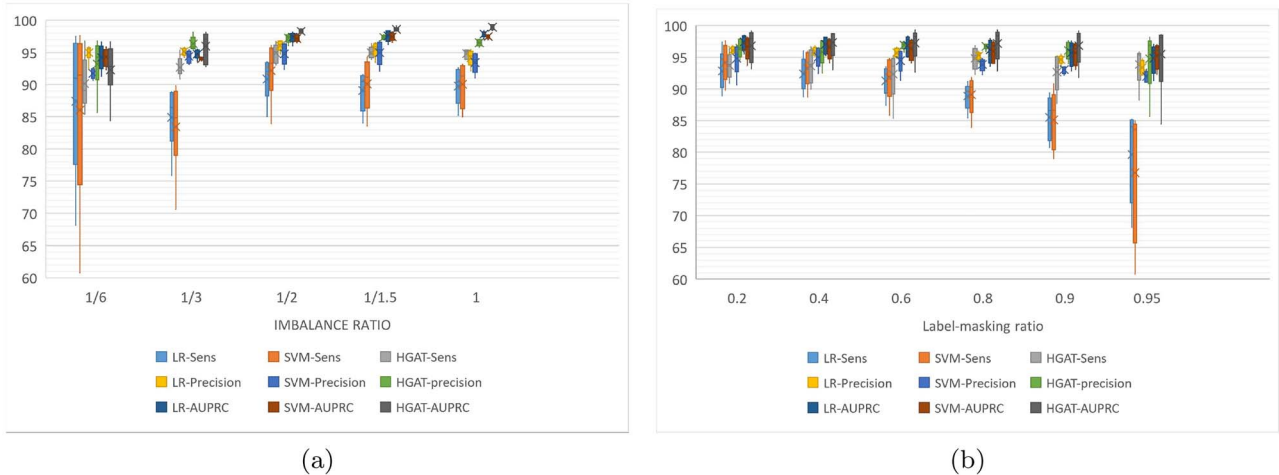 100
95
90
85
80
75
70
65
60
1/6 1/3 1/2 1/1.5 1
IMBALANCE RATIO
LR-Sens SVM-Sens HGAT-Sens
LR-Precision SVM-Precision HGAT-precision
LR-AUPRC SVM-AUPRC HGAT-AUPRC
(a)
100
95
90
85
80
75
70
65
60
0.2 0.4 0.6 0.8 0.9 0.95
Label-masking ratio
LR-Sens SVM-Sens HGAT-Sens
LR-Precision SVM-Precision HGAT-precision
LR-AUPRC SVM-AUPRC HGAT-AUPRC
(b)